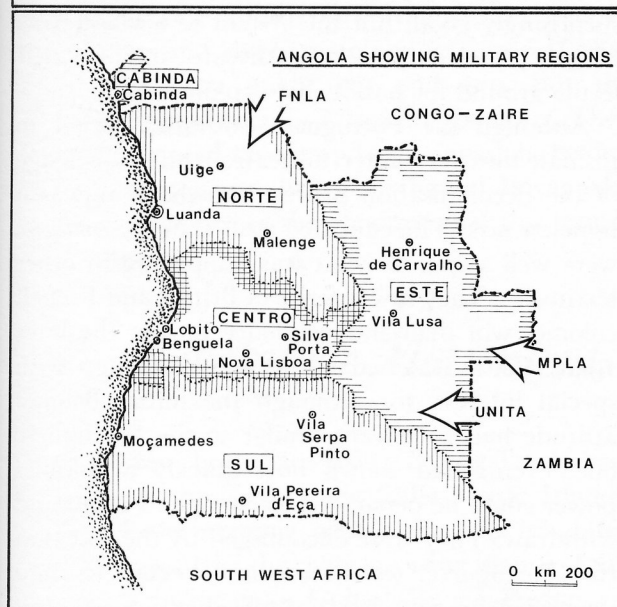 ANGOLA SHOWING MILITARY REGIONS
CABINDA
Cabinda
FNLA
CONGO-ZAIRE
Uige
NORTE
Luanda
Malenge
Henrique
de Carvalho
ESTE
CENTRO
Vila Lusa
Lobito
Benguela
Silva
Porta
Nova Lisboa
MPLA
UNITA
Moçamedes
Vila
Serpa
Pinto
ZAMBIA
SUL
Vila Pereira
d'Eça
SOUTH WEST AFRICA
0 km 200